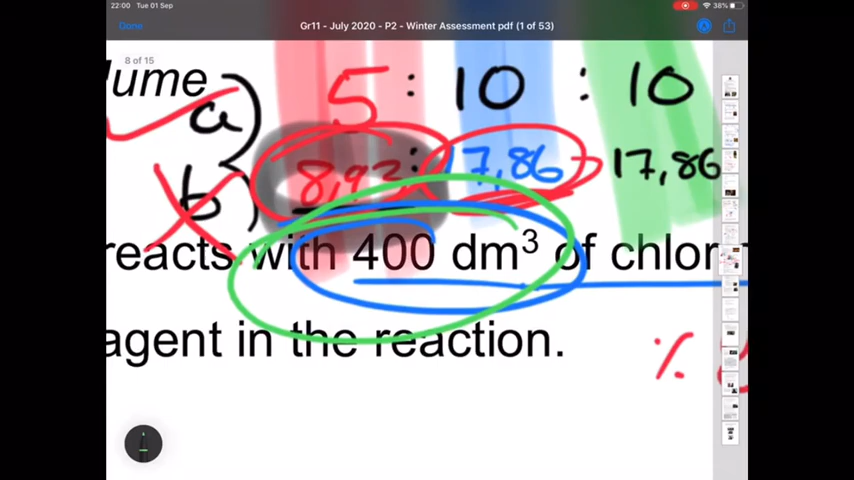 22:00 Tue 01 Sep 38%
Done Gr11 - July 2020 - P2 - Winter Assessment pdf (1 of 53)
8 of 15
lume
a) 5 : 10 : 10
b) 8,93 : 17,86 : 17,86
reacts with 400 dm³ of chlor
agent in the reaction.
%